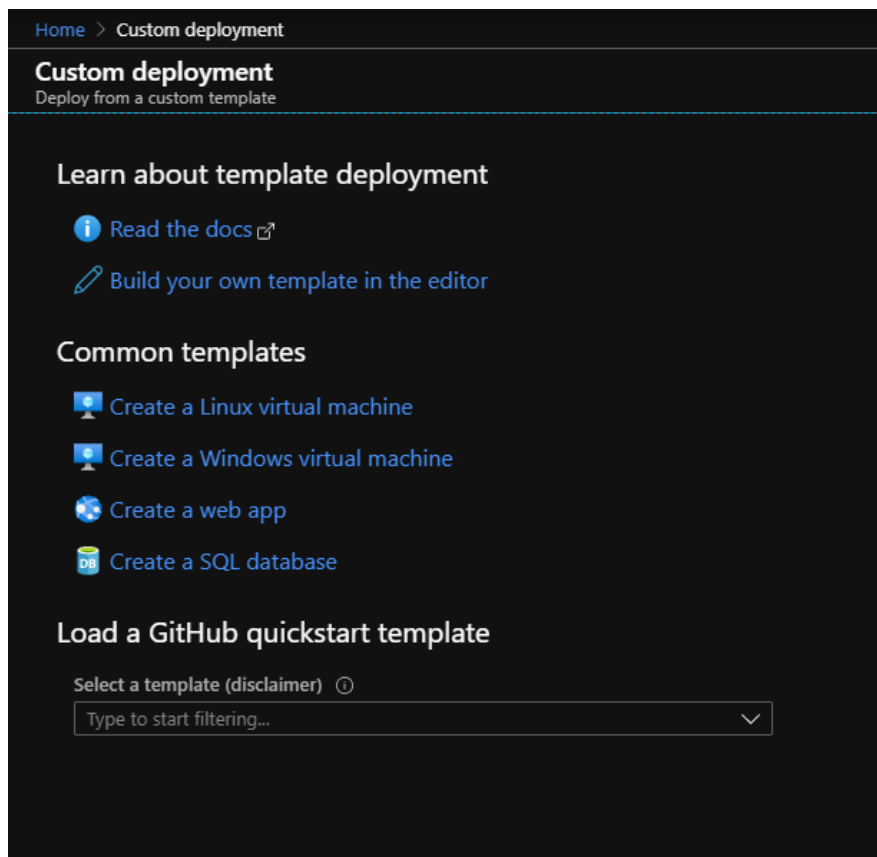 Home > Custom deployment
Custom deployment
Deploy from a custom template
Learn about template deployment
Read the docs
Build your own template in the editor
Common templates
Create a Linux virtual machine
Create a Windows virtual machine
Create a web app
DB Create a SQL database
Load a GitHub quickstart template
Select a template (disclaimer)
Type to start filtering...